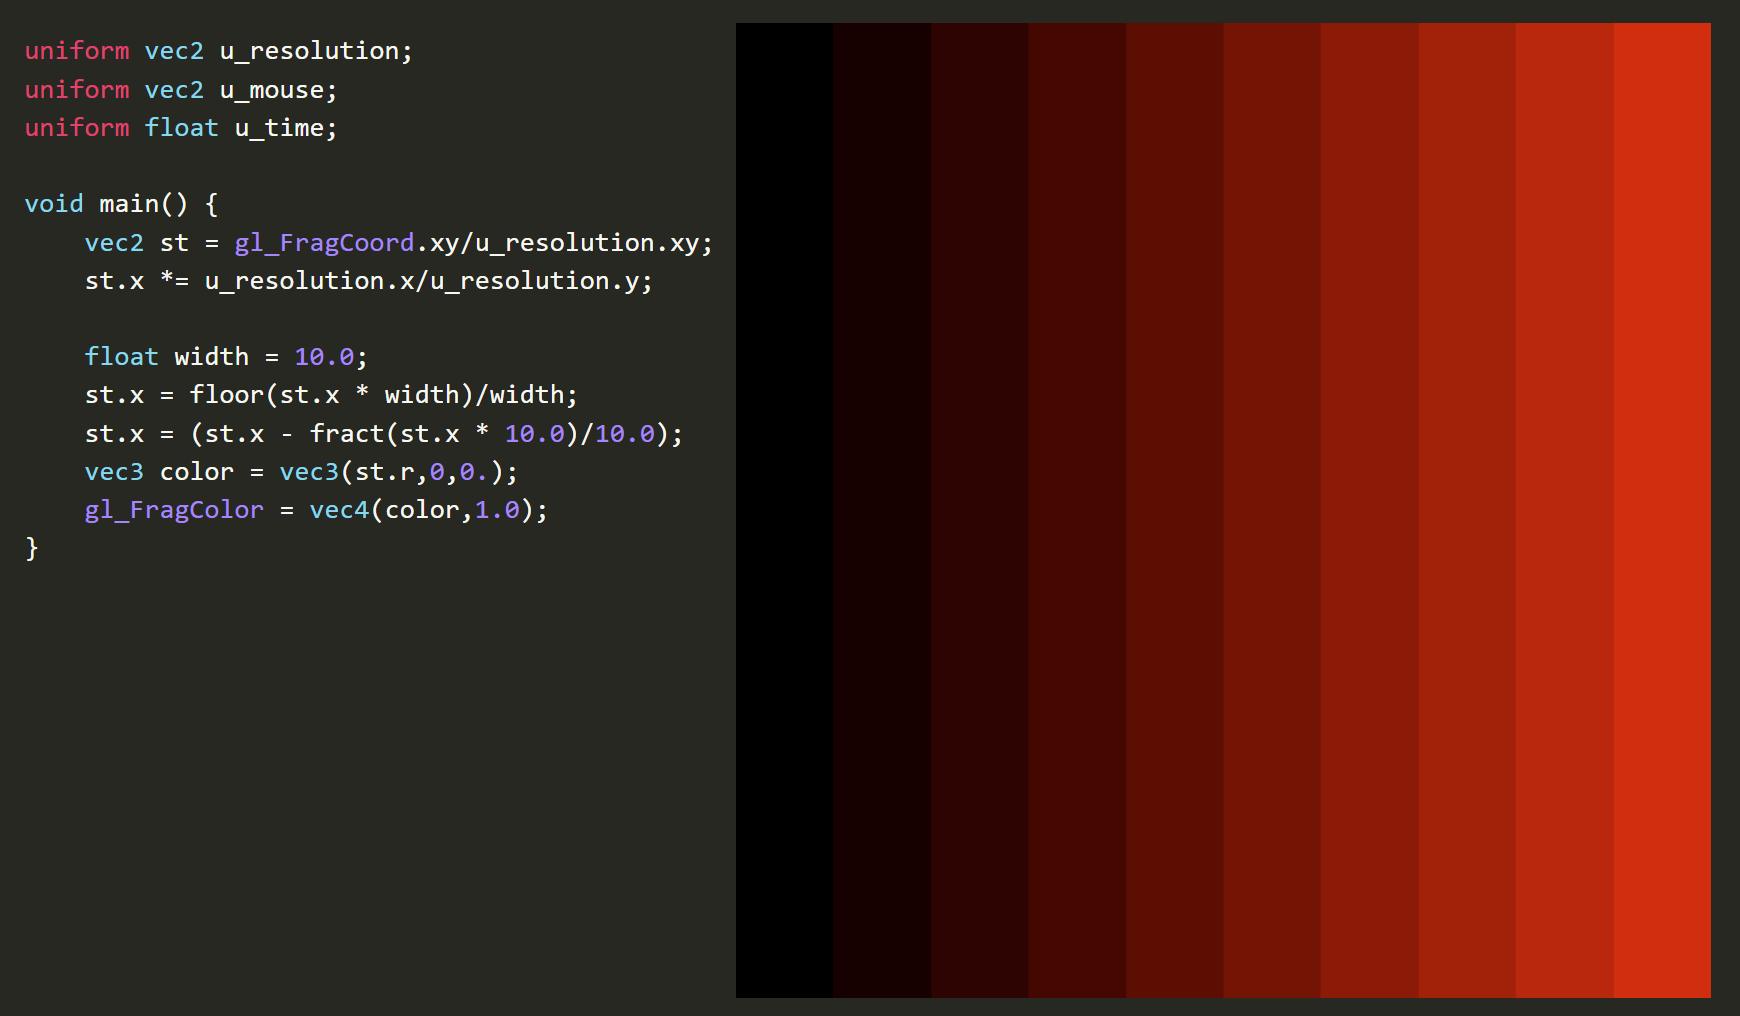 uniform vec2 u_resolution;
uniform vec2 u_mouse;
uniform float u_time;
void main() {
vec2 st = gl_FragCoord.xy/u_resolution.xy;
st.x *= u_resolution.x/u_resolution.y;
float width = 10.0;
st.x = floor(st.x * width)/width;
st.x = (st.x - fract(st.x * 10.0)/10.0);
vec3 color = vec3(st.r,0,0.);
gl_FragColor = vec4(color,1.0);
}